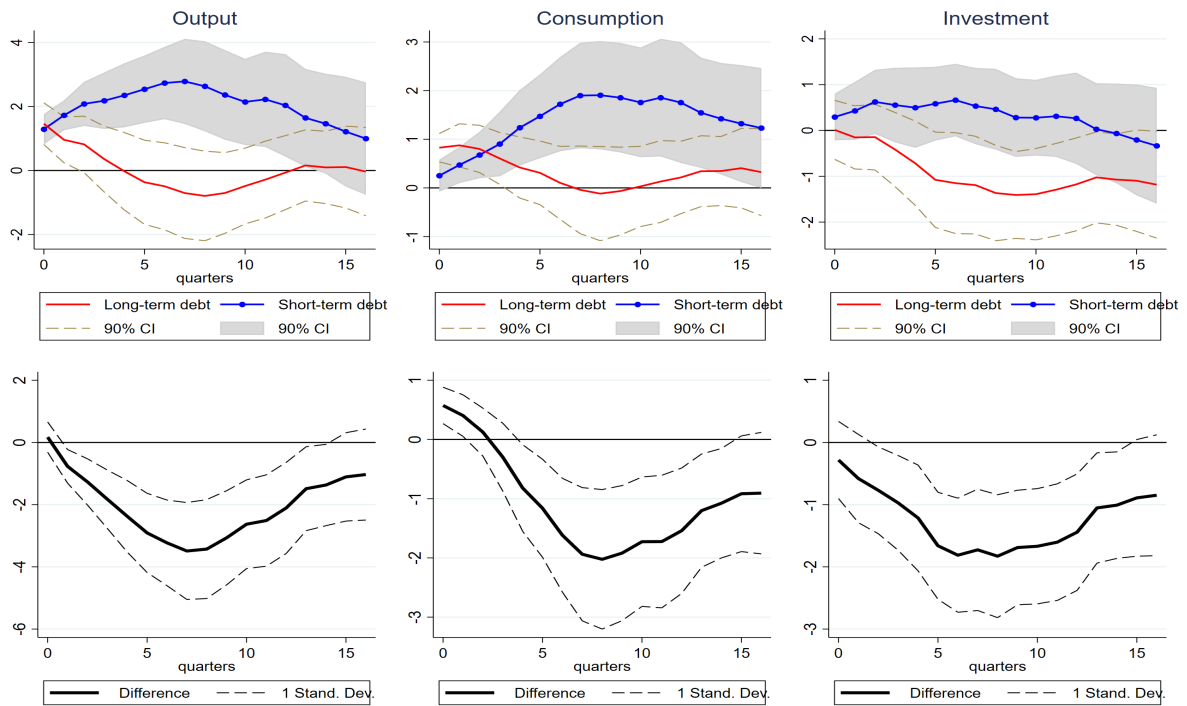 Output
4
2
0
-2
0 5 10 15
quarters
Long-term debt Short-term debt
90% CI 90% CI
Consumption
3
2
1
0
-1
0 5 10 15
quarters
Long-term debt Short-term debt
90% CI 90% CI
Investment
2
1
0
-1
-2
0 5 10 15
quarters
Long-term debt Short-term debt
90% CI 90% CI
2
0
-2
-4
-6
0 5 10 15
quarters
Difference 1 Stand. Dev.
1
0
-1
-2
-3
0 5 10 15
quarters
Difference 1 Stand. Dev.
1
0
-1
-2
-3
0 5 10 15
quarters
Difference 1 Stand. Dev.